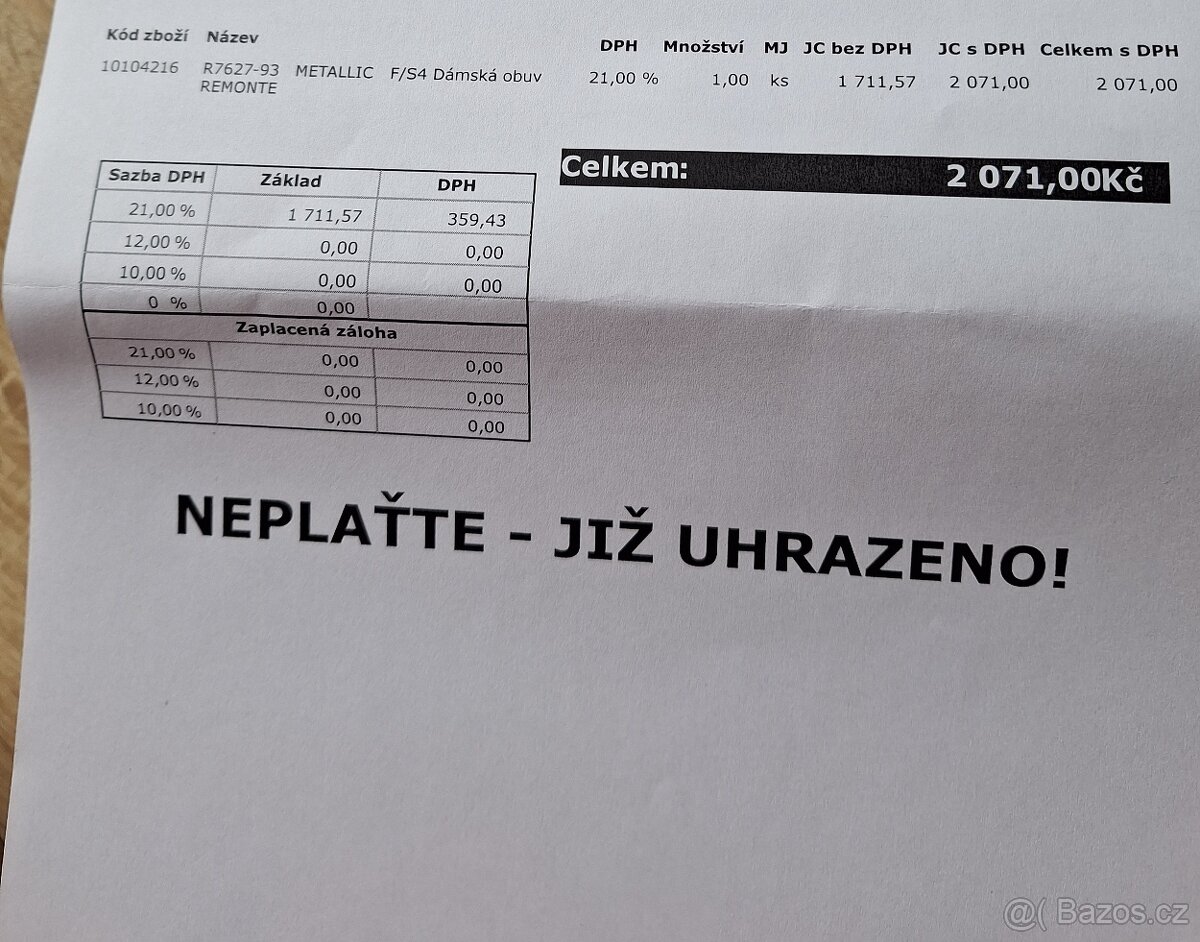 Kód zboží Název DPH Množství MJ JC bez DPH JC s DPH Celkem s DPH
10104216 R7627-93 METALLIC F/S4 Dámská obuv 21,00 % 1,00 ks 1 711,57 2 071,00 2 071,00
REMONTE
Celkem: 2 071,00Kč
Sazba DPH Základ DPH
21,00 % 1 711,57 359,43
12,00 % 0,00 0,00
10,00 % 0,00 0,00
0 % 0,00
Zaplacená záloha
21,00 % 0,00 0,00
12,00 % 0,00 0,00
10,00 % 0,00 0,00
NEPLAŤTE - JIŽ UHRAZENO!
@( Bazos.cz